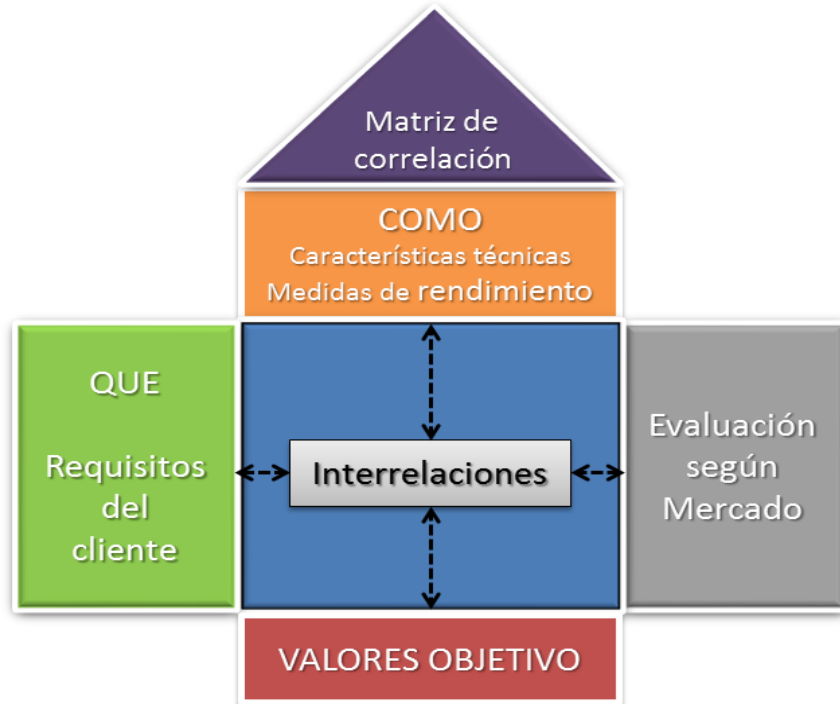 Matriz de
correlación
COMO
Características técnicas
Medidas de rendimiento
QUE
Requisitos
del
cliente
Interrelaciones
Evaluación
según
Mercado
VALORES OBJETIVO